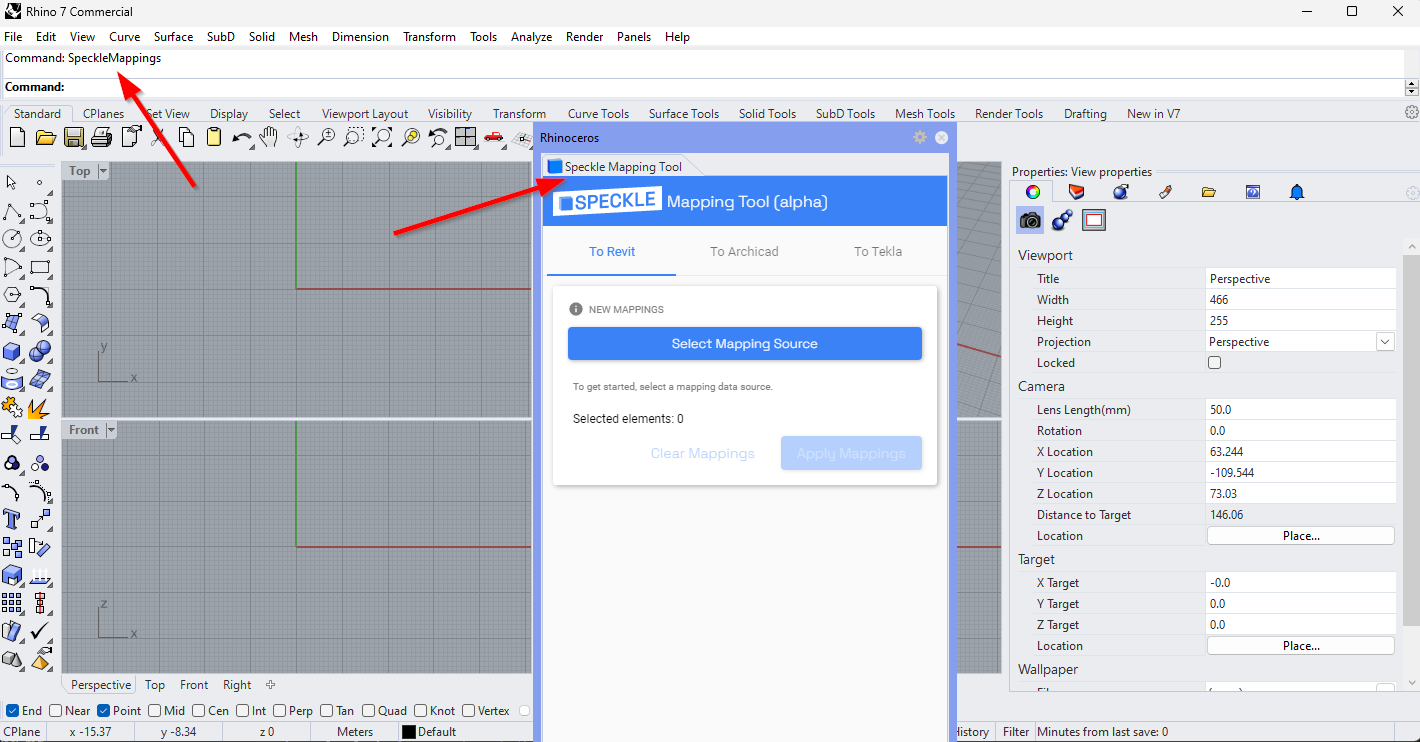 Rhino 7 Commercial
File Edit View Curve Surface SubD Solid Mesh Dimension Transform Tools Analyze Render Panels Help
Command: SpeckleMappings
Command:
Standard CPlanes Set View Display Select Viewport Layout Visibility Transform Curve Tools Surface Tools Solid Tools SubD Tools Mesh Tools Render Tools Drafting New in V7
Top
y
x
Front
z
x
Rhinoceros
Speckle Mapping Tool
SPECKLE Mapping Tool (alpha)
To Revit To Archicad To Tekla
NEW MAPPINGS
Select Mapping Source
To get started, select a mapping data source.
Selected elements: 0
Clear Mappings Apply Mappings
Properties: View properties
Viewport
Title Perspective
Width 466
Height 255
Projection Perspective
Locked
Camera
Lens Length(mm) 50.0
Rotation 0.0
X Location 63.244
Y Location -109.544
Z Location 73.03
Distance to Target 146.06
Location Place...
Target
X Target -0.0
Y Target 0.0
Z Target 0.0
Location Place...
Wallpaper
Perspective Top Front Right
End Near Point Mid Cen Int Perp Tan Quad Knot Vertex
CPlane x -15.37 y -8.34 z 0 Meters Default
Filter Minutes from last save: 0